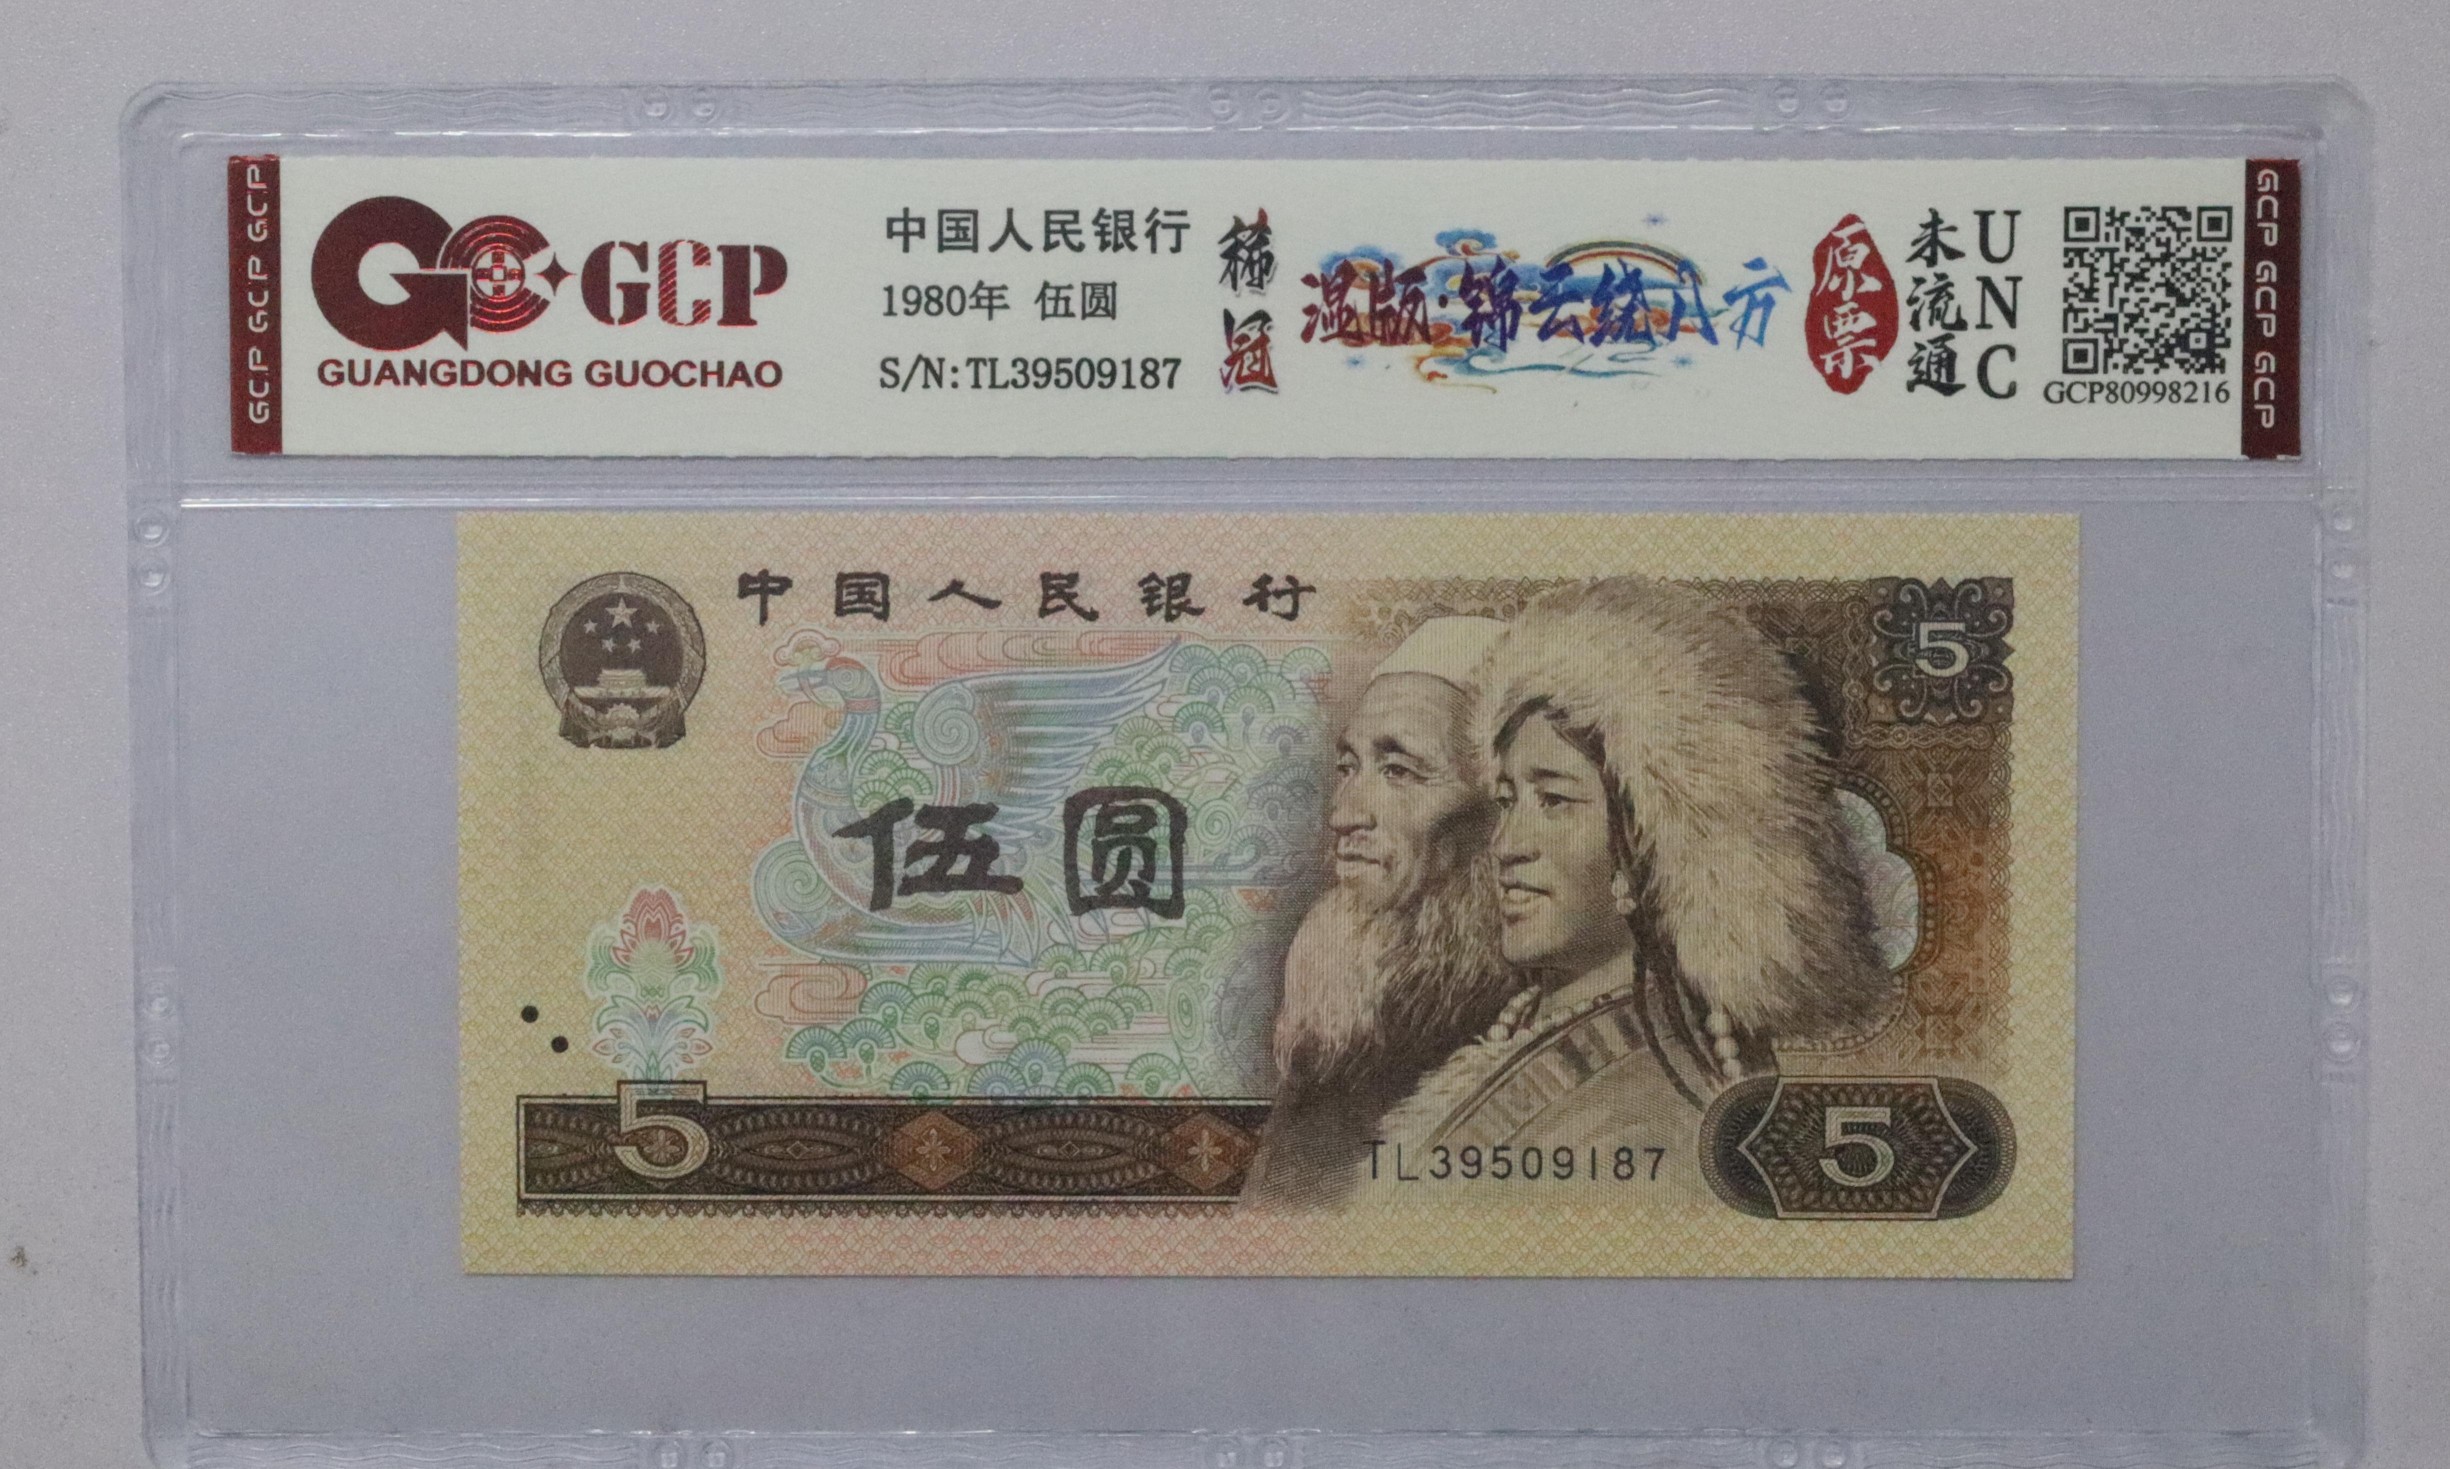 GCP GCP GCP
GCP
GUANGDONG GUOCHAO
中国人民银行
1980年 伍圆
S/N:TL39509187
稀冠
温版·锦云绕八方
原票
未流通
UNC
GCP80998216
GCP GCP GCP
中国人民银行
5
伍圆
5
TL39509187
5